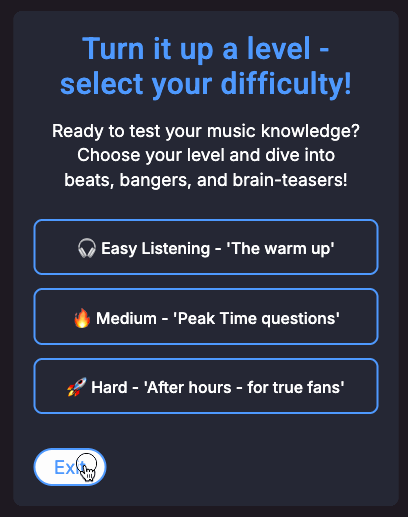 Turn it up a level -
select your difficulty!
Ready to test your music knowledge?
Choose your level and dive into
beats, bangers, and brain-teasers!
🎧 Easy Listening - 'The warm up'
🔥 Medium - 'Peak Time questions'
🚀 Hard - 'After hours - for true fans'
Exit